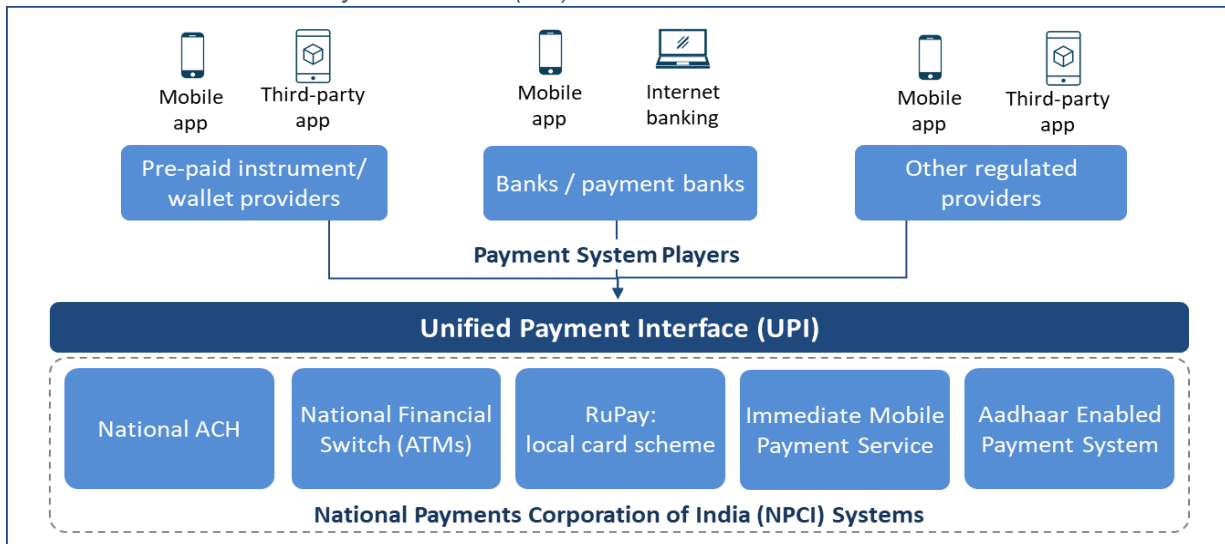 Mobile
app
Third-party
app
Mobile
app
Internet
banking
Mobile
app
Third-party
app
Pre-paid instrument/
wallet providers
Banks / payment banks
Other regulated
providers
Payment System Players
Unified Payment Interface (UPI)
National ACH
National Financial
Switch (ATMs)
RuPay:
local card scheme
Immediate Mobile
Payment Service
Aadhaar Enabled
Payment System
National Payments Corporation of India (NPCI) Systems